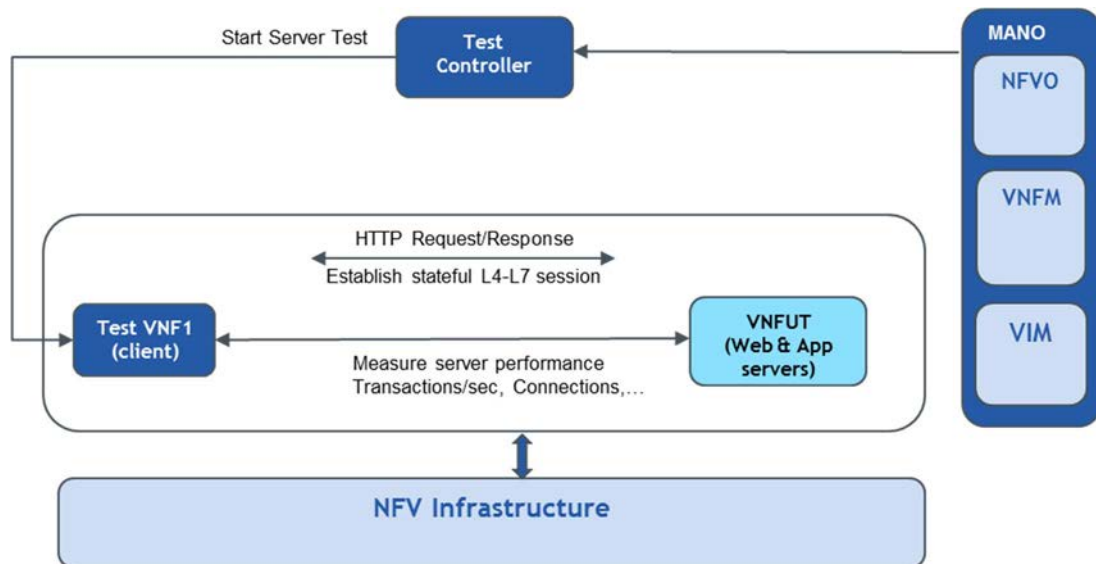 Start Server Test
Test
Controller
MANO
NFVO
VNFM
VIM
HTTP Request/Response
Establish stateful L4-L7 session
Test VNF1
(client)
VNFUT
(Web & App
servers)
Measure server performance
Transactions/sec, Connections,...
NFV Infrastructure